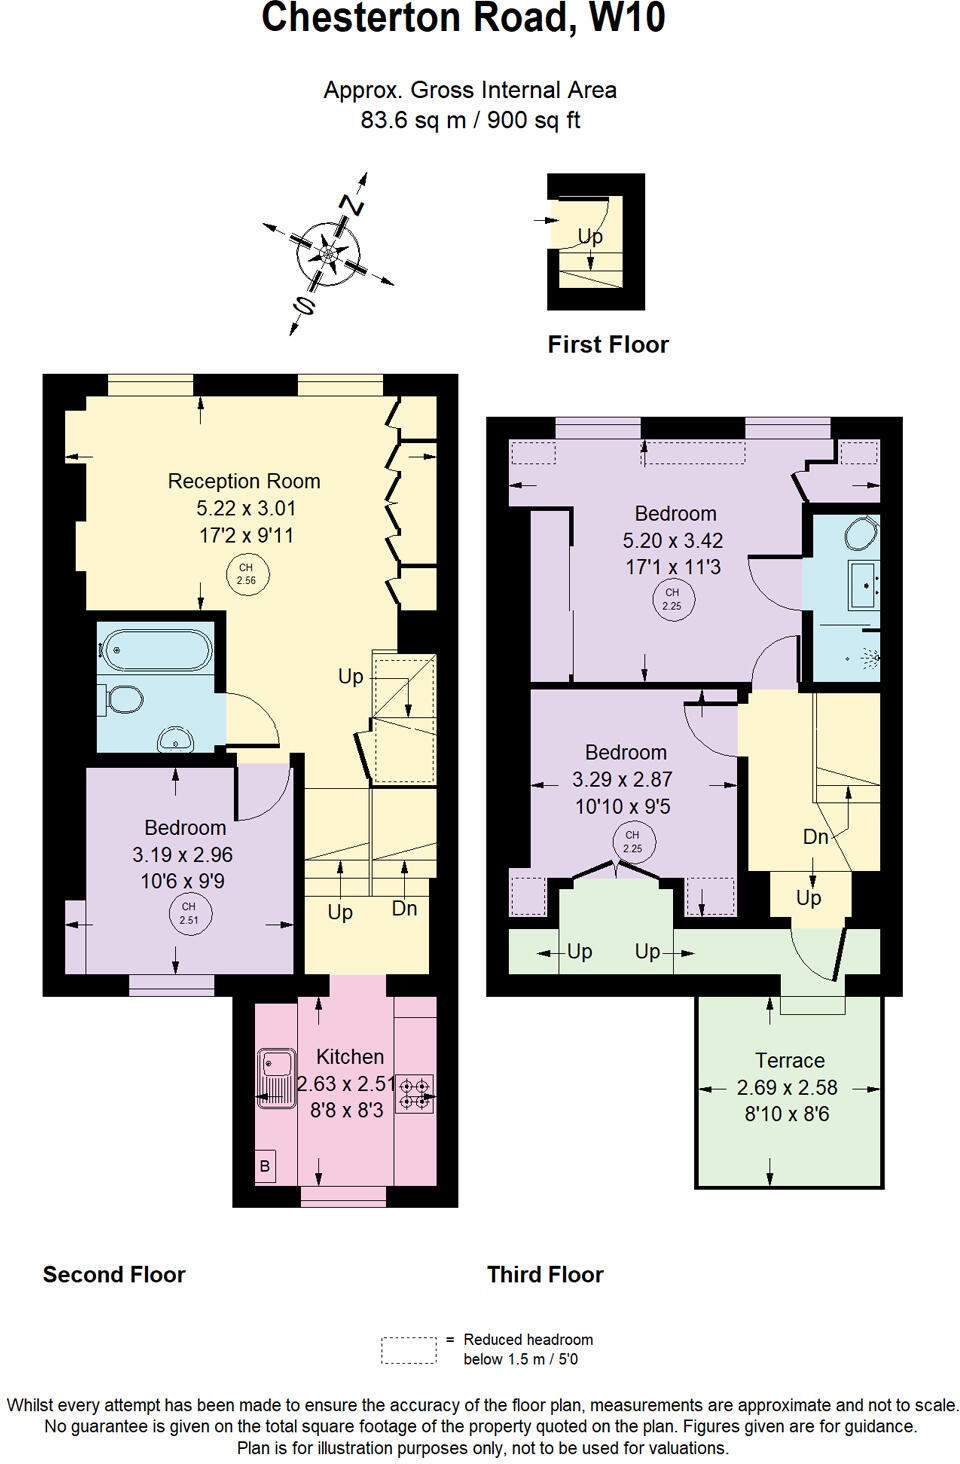 Chesterton Road, W10
Approx. Gross Internal Area
83.6 sq m / 900 sq ft
N
S
Up
First Floor
Reception Room
5.22 x 3.01
17'2 x 9'11
CH
2.56
Up
Bedroom
3.19 x 2.96
10'6 x 9'9
CH
2.51
Up
Dn
Kitchen
2.63 x 2.51
8'8 x 8'3
B
Second Floor
Bedroom
5.20 x 3.42
17'1 x 11'3
CH
2.25
Bedroom
3.29 x 2.87
10'10 x 9'5
CH
2.25
Dn
Up
Up
Up
Terrace
2.69 x 2.58
8'10 x 8'6
Third Floor
= Reduced headroom
below 1.5 m / 5'0
Whilst every attempt has been made to ensure the accuracy of the floor plan, measurements are approximate and not to scale.
No guarantee is given on the total square footage of the property quoted on the plan. Figures given are for guidance.
Plan is for illustration purposes only, not to be used for valuations.